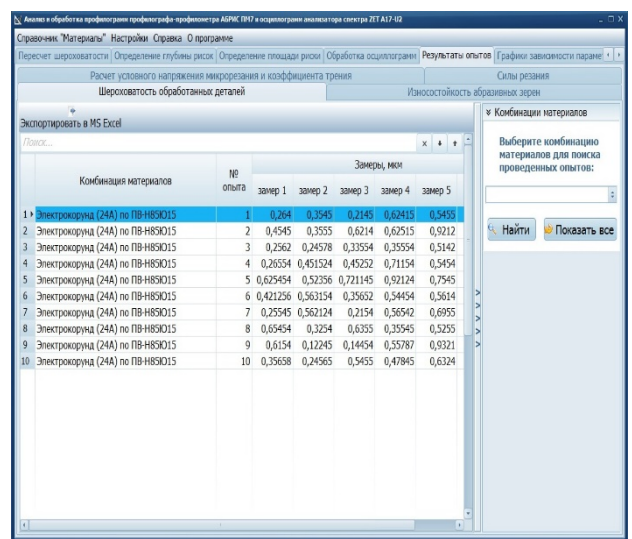 Анализ и обработка профилограмм профилографа-профилометра АБРИС ПМ7 и осциллограмм анализатора спектра ZET A17-U2
Справочник "Материалы" Настройки Справка О программе
Пересчет шероховатости Определение глубины рисок Определение площади риски Обработка осциллограмм Результаты опытов Графики зависимости параме
Расчет условного напряжения микрорезания и коэффициента трения Силы резания
Шероховатость обработанных деталей Износостойкость абразивных зерен
Экспортировать в MS Excel
Поиск...
Комбинация материалов № опыта Замеры, мкм
замер 1 замер 2 замер 3 замер 4 замер 5
1 Электрокорунд (24А) по ПВ-Н85Ю15 1 0,264 0,3545 0,2145 0,62415 0,5455
2 Электрокорунд (24А) по ПВ-Н85Ю15 2 0,4545 0,3555 0,6214 0,62515 0,9212
3 Электрокорунд (24А) по ПВ-Н85Ю15 3 0,2562 0,24578 0,33554 0,35554 0,5142
4 Электрокорунд (24А) по ПВ-Н85Ю15 4 0,26554 0,451524 0,45252 0,71154 0,5454
5 Электрокорунд (24А) по ПВ-Н85Ю15 5 0,625454 0,52356 0,721145 0,92124 0,7545
6 Электрокорунд (24А) по ПВ-Н85Ю15 6 0,421256 0,563154 0,35652 0,54454 0,5614
7 Электрокорунд (24А) по ПВ-Н85Ю15 7 0,25545 0,562124 0,2154 0,56542 0,6955
8 Электрокорунд (24А) по ПВ-Н85Ю15 8 0,65454 0,3254 0,6355 0,35545 0,5255
9 Электрокорунд (24А) по ПВ-Н85Ю15 9 0,6154 0,12245 0,14454 0,55787 0,9321
10 Электрокорунд (24А) по ПВ-Н85Ю15 10 0,35658 0,24565 0,5455 0,47845 0,6324
Комбинации материалов
Выберите комбинацию
материалов для поиска
проведенных опытов:
Найти Показать все